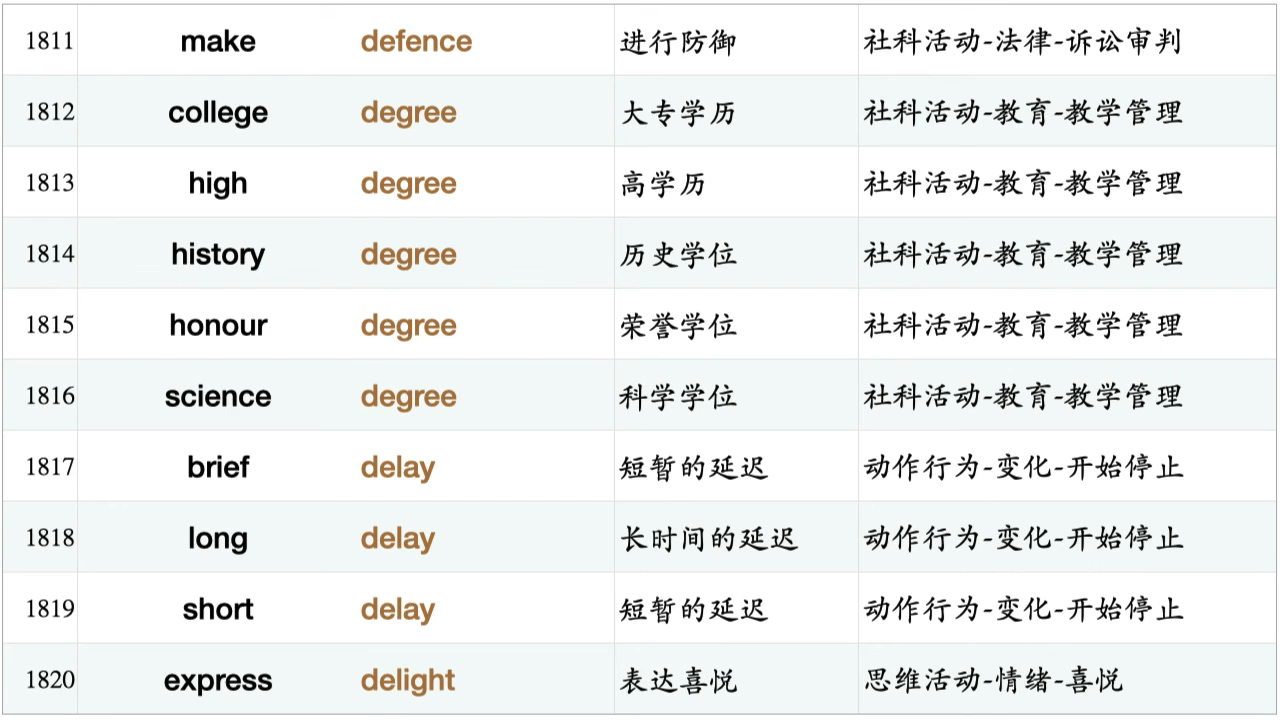 1811 make defence 进行防御 社科活动-法律-诉讼审判
1812 college degree 大专学历 社科活动-教育-教学管理
1813 high degree 高学历 社科活动-教育-教学管理
1814 history degree 历史学位 社科活动-教育-教学管理
1815 honour degree 荣誉学位 社科活动-教育-教学管理
1816 science degree 科学学位 社科活动-教育-教学管理
1817 brief delay 短暂的延迟 动作行为-变化-开始停止
1818 long delay 长时间的延迟 动作行为-变化-开始停止
1819 short delay 短暂的延迟 动作行为-变化-开始停止
1820 express delight 表达喜悦 思维活动-情绪-喜悦